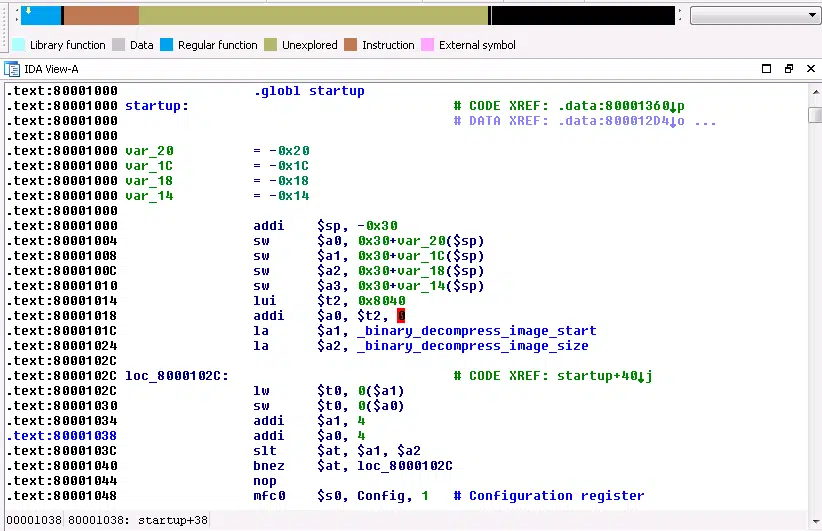 Library function Data Regular function Unexplored Instruction External symbol
IDA View-A
.text:80001000 .globl startup
.text:80001000 startup: # CODE XREF: .data:80001360↓p
.text:80001000 # DATA XREF: .data:800012D4↓o ...
.text:80001000
.text:80001000 var_20 = -0x20
.text:80001000 var_1C = -0x1C
.text:80001000 var_18 = -0x18
.text:80001000 var_14 = -0x14
.text:80001000
.text:80001000 addi $sp, -0x30
.text:80001004 sw $a0, 0x30+var_20($sp)
.text:80001008 sw $a1, 0x30+var_1C($sp)
.text:8000100C sw $a2, 0x30+var_18($sp)
.text:80001010 sw $a3, 0x30+var_14($sp)
.text:80001014 lui $t2, 0x8040
.text:80001018 addi $a0, $t2, 0
.text:8000101C la $a1, _binary_decompress_image_start
.text:80001024 la $a2, _binary_decompress_image_size
.text:8000102C
.text:8000102C loc_8000102C: # CODE XREF: startup+40↓j
.text:8000102C lw $t0, 0($a1)
.text:80001030 sw $t0, 0($a0)
.text:80001034 addi $a1, 4
.text:80001038 addi $a0, 4
.text:8000103C slt $at, $a1, $a2
.text:80001040 bnez $at, loc_8000102C
.text:80001044 nop
.text:80001048 mfc0 $s0, Config, 1 # Configuration register
00001038 80001038: startup+38